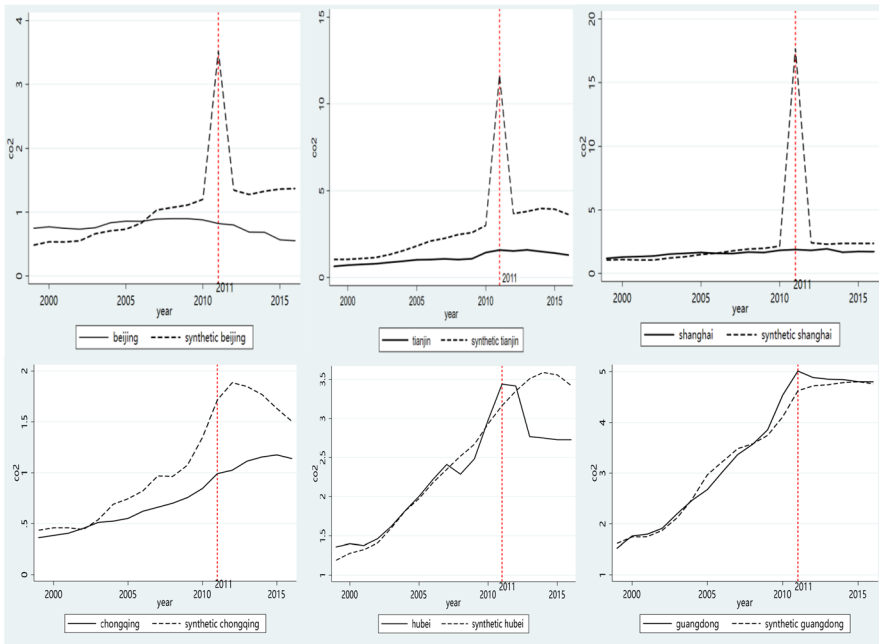 4
3
2
1
0
co2
2000
2005
2010
2011
2015
year
beijing
synthetic beijing
15
10
5
0
co2
2000
2005
2010
2011
2015
year
tianjin
synthetic tianjin
20
15
10
5
0
co2
2000
2005
2010
2011
2015
year
shanghai
synthetic shanghai
2
1.5
1
.5
0
co2
2000
2005
2010
2011
2015
year
chongqing
synthetic chongqing
3.5
3
2.5
2
1.5
1
co2
2000
2005
2010
2011
2015
year
hubei
synthetic hubei
5
4
3
2
1
co2
2000
2005
2010
2011
2015
year
guangdong
synthetic guangdong